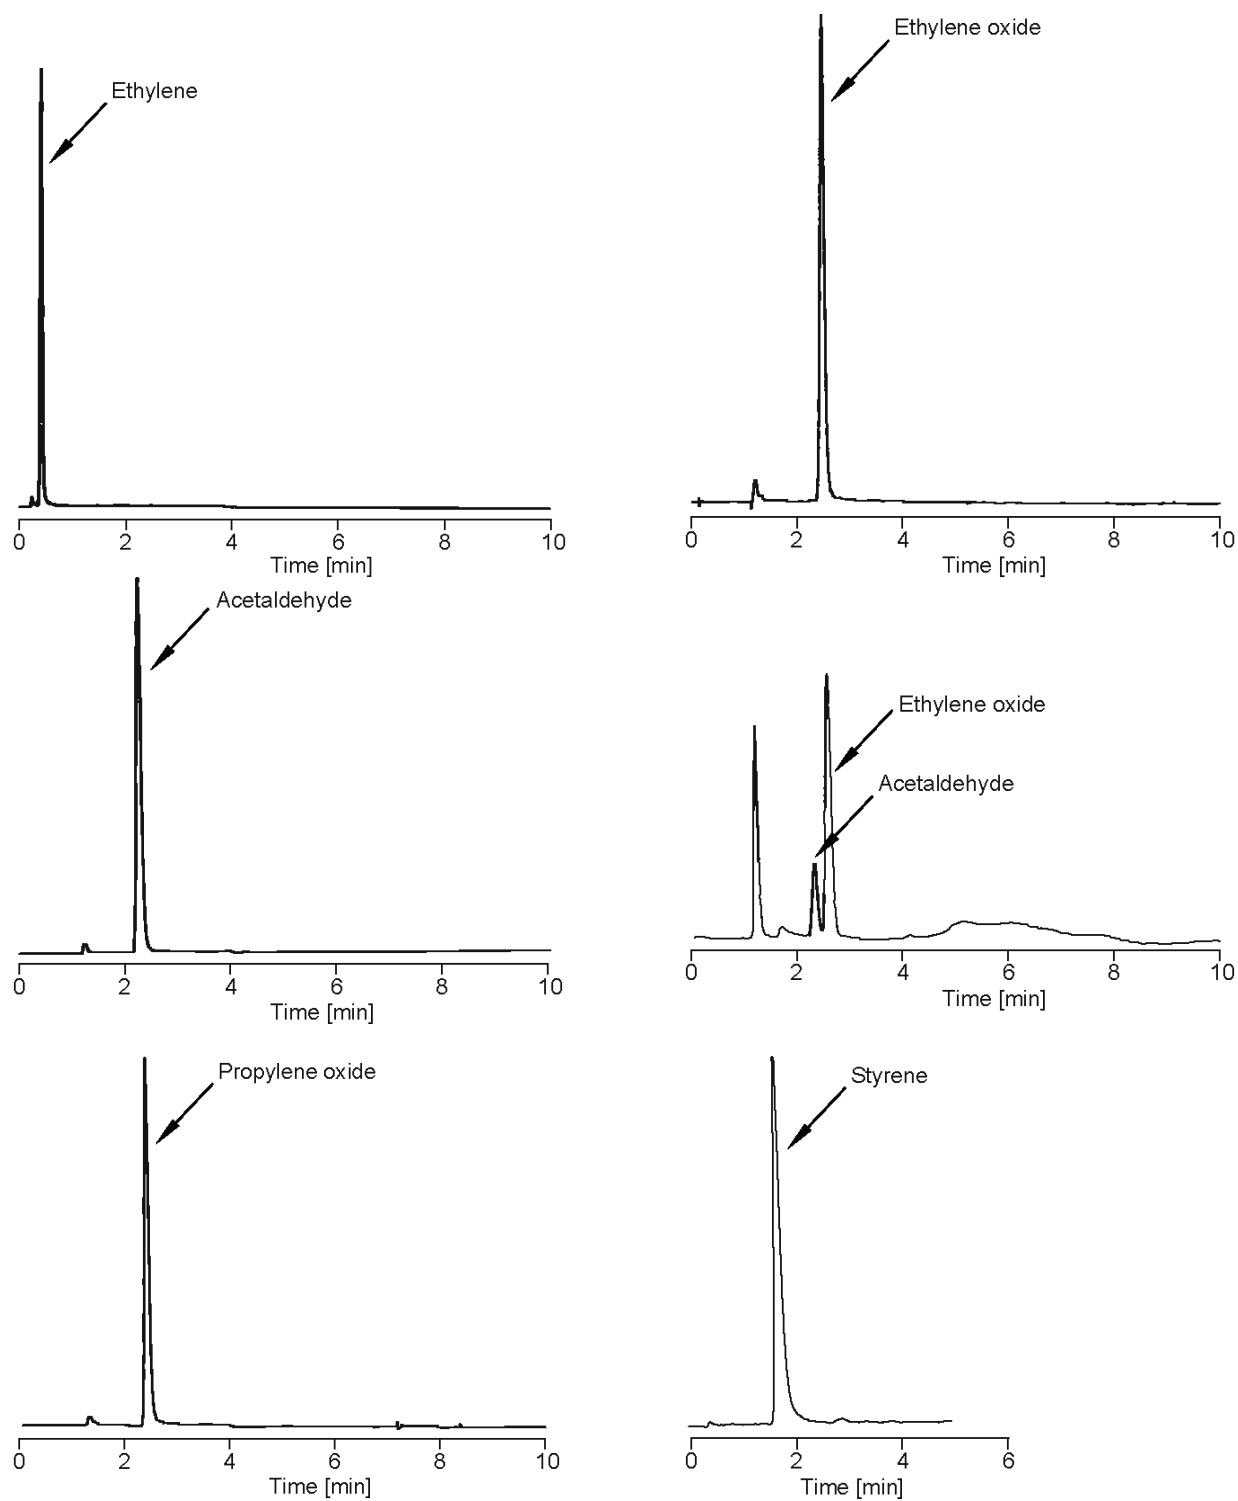 Ethylene
0 2 4 6 8 10
Time [min]
Ethylene oxide
0 2 4 6 8 10
Time [min]
Acetaldehyde
0 2 4 6 8 10
Time [min]
Ethylene oxide
Acetaldehyde
0 2 4 6 8 10
Time [min]
Propylene oxide
0 2 4 6 8 10
Time [min]
Styrene
0 2 4 6
Time [min]